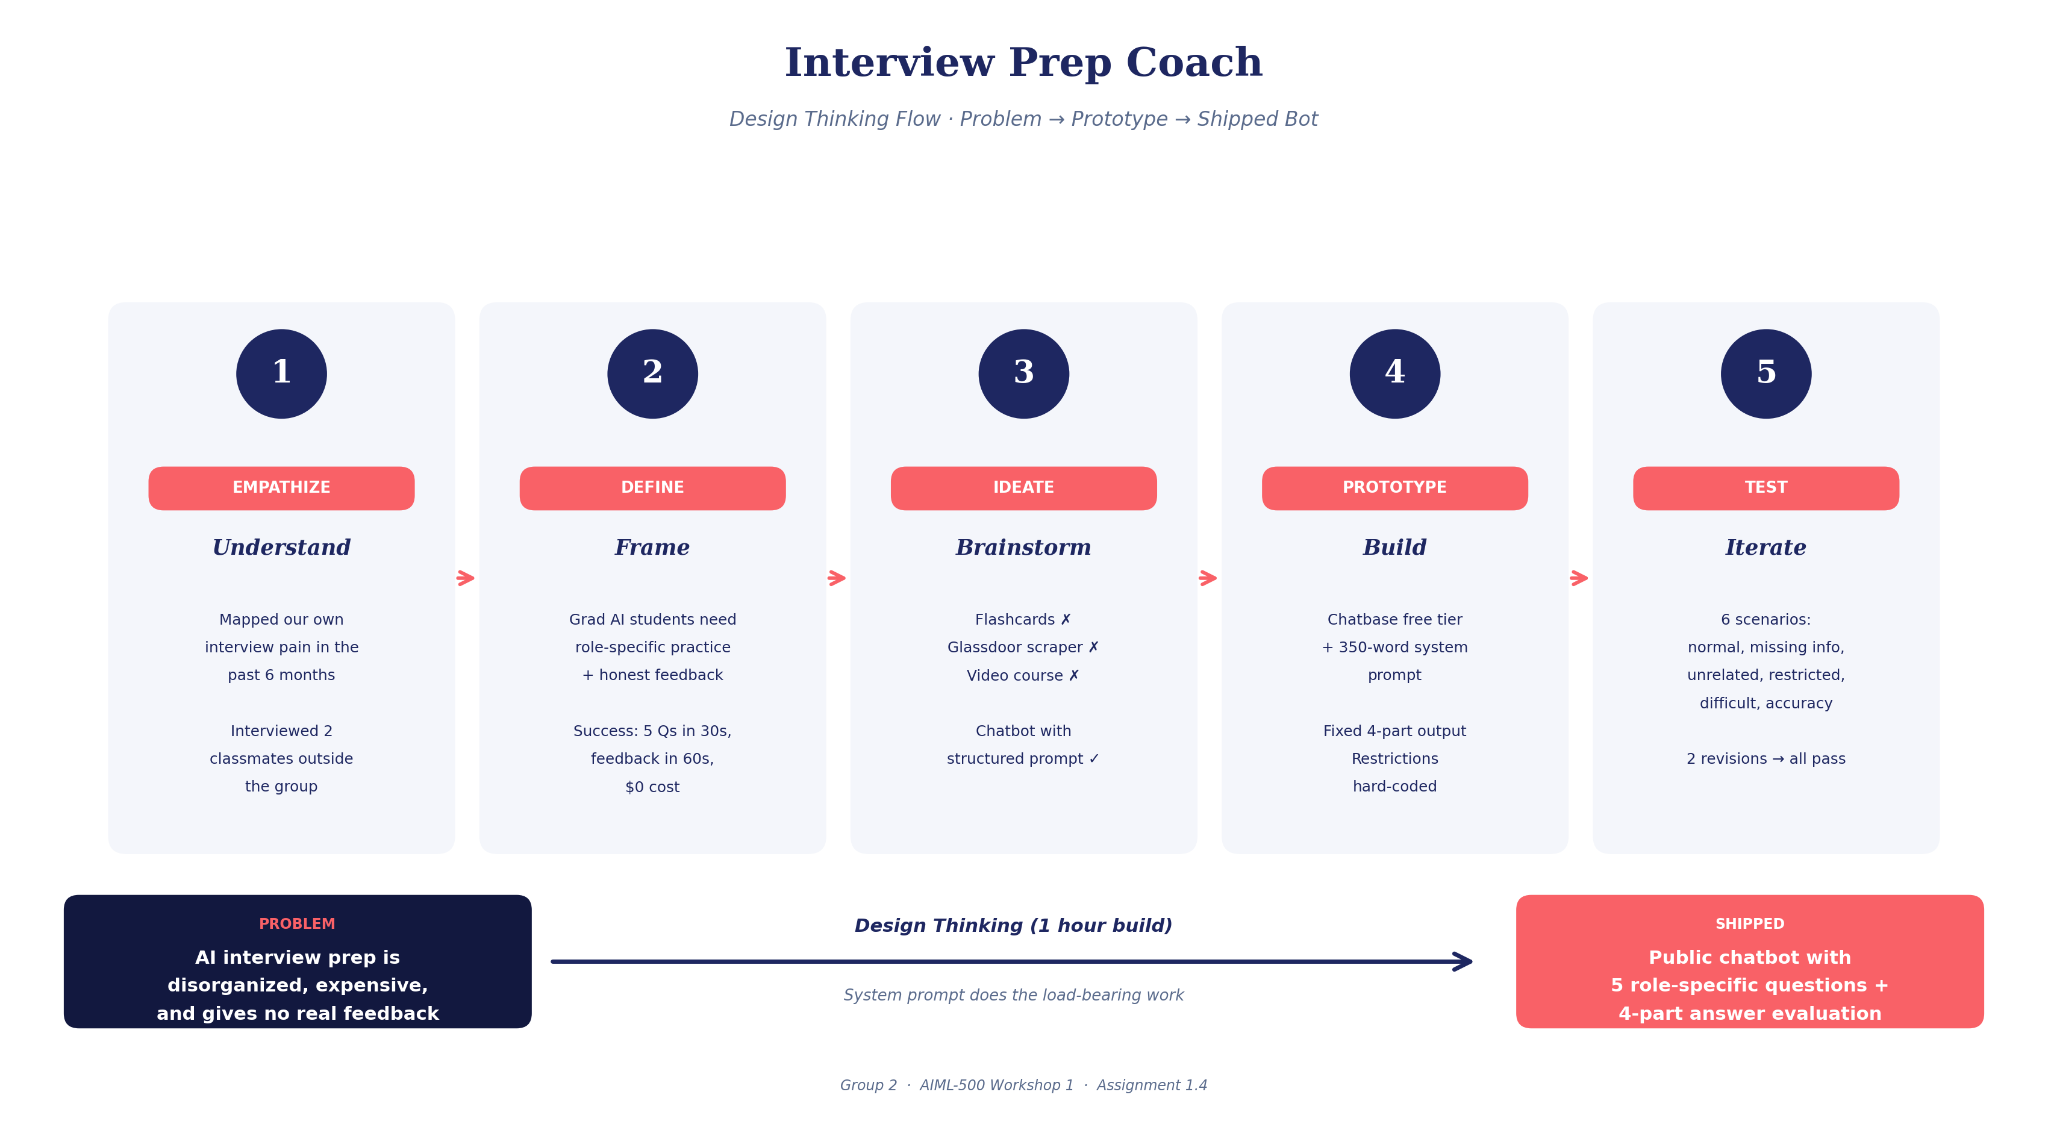 Interview Prep Coach
Design Thinking Flow · Problem → Prototype → Shipped Bot
1
EMPATHIZE
Understand
Mapped our own
interview pain in the
past 6 months
Interviewed 2
classmates outside
the group
2
DEFINE
Frame
Grad AI students need
role-specific practice
+ honest feedback
Success: 5 Qs in 30s,
feedback in 60s,
$0 cost
3
IDEATE
Brainstorm
Flashcards ✗
Glassdoor scraper ✗
Video course ✗
Chatbot with
structured prompt ✓
4
PROTOTYPE
Build
Chatbase free tier
+ 350-word system
prompt
Fixed 4-part output
Restrictions
hard-coded
5
TEST
Iterate
6 scenarios:
normal, missing info,
unrelated, restricted,
difficult, accuracy
2 revisions → all pass
PROBLEM
AI interview prep is
disorganized, expensive,
and gives no real feedback
Design Thinking (1 hour build)
System prompt does the load-bearing work
SHIPPED
Public chatbot with
5 role-specific questions +
4-part answer evaluation
Group 2 · AIML-500 Workshop 1 · Assignment 1.4